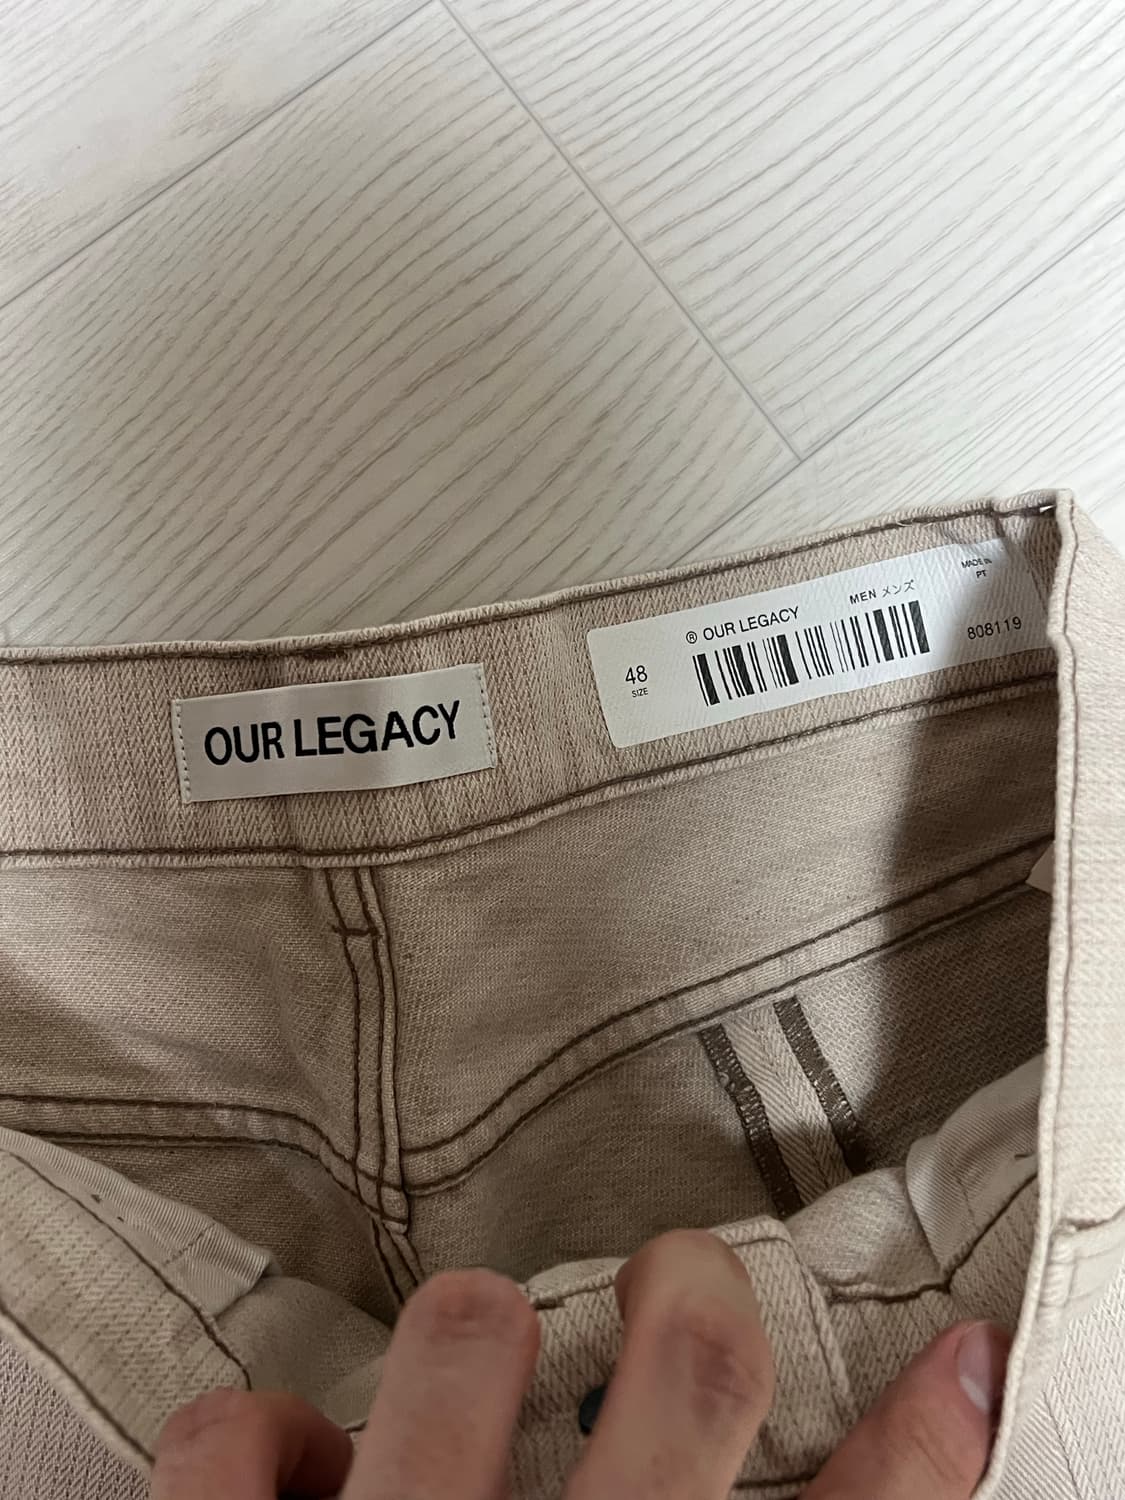 OUR LEGACY
48
SIZE
® OUR LEGACY
MEN メンズ
MADE IN
PT
808119